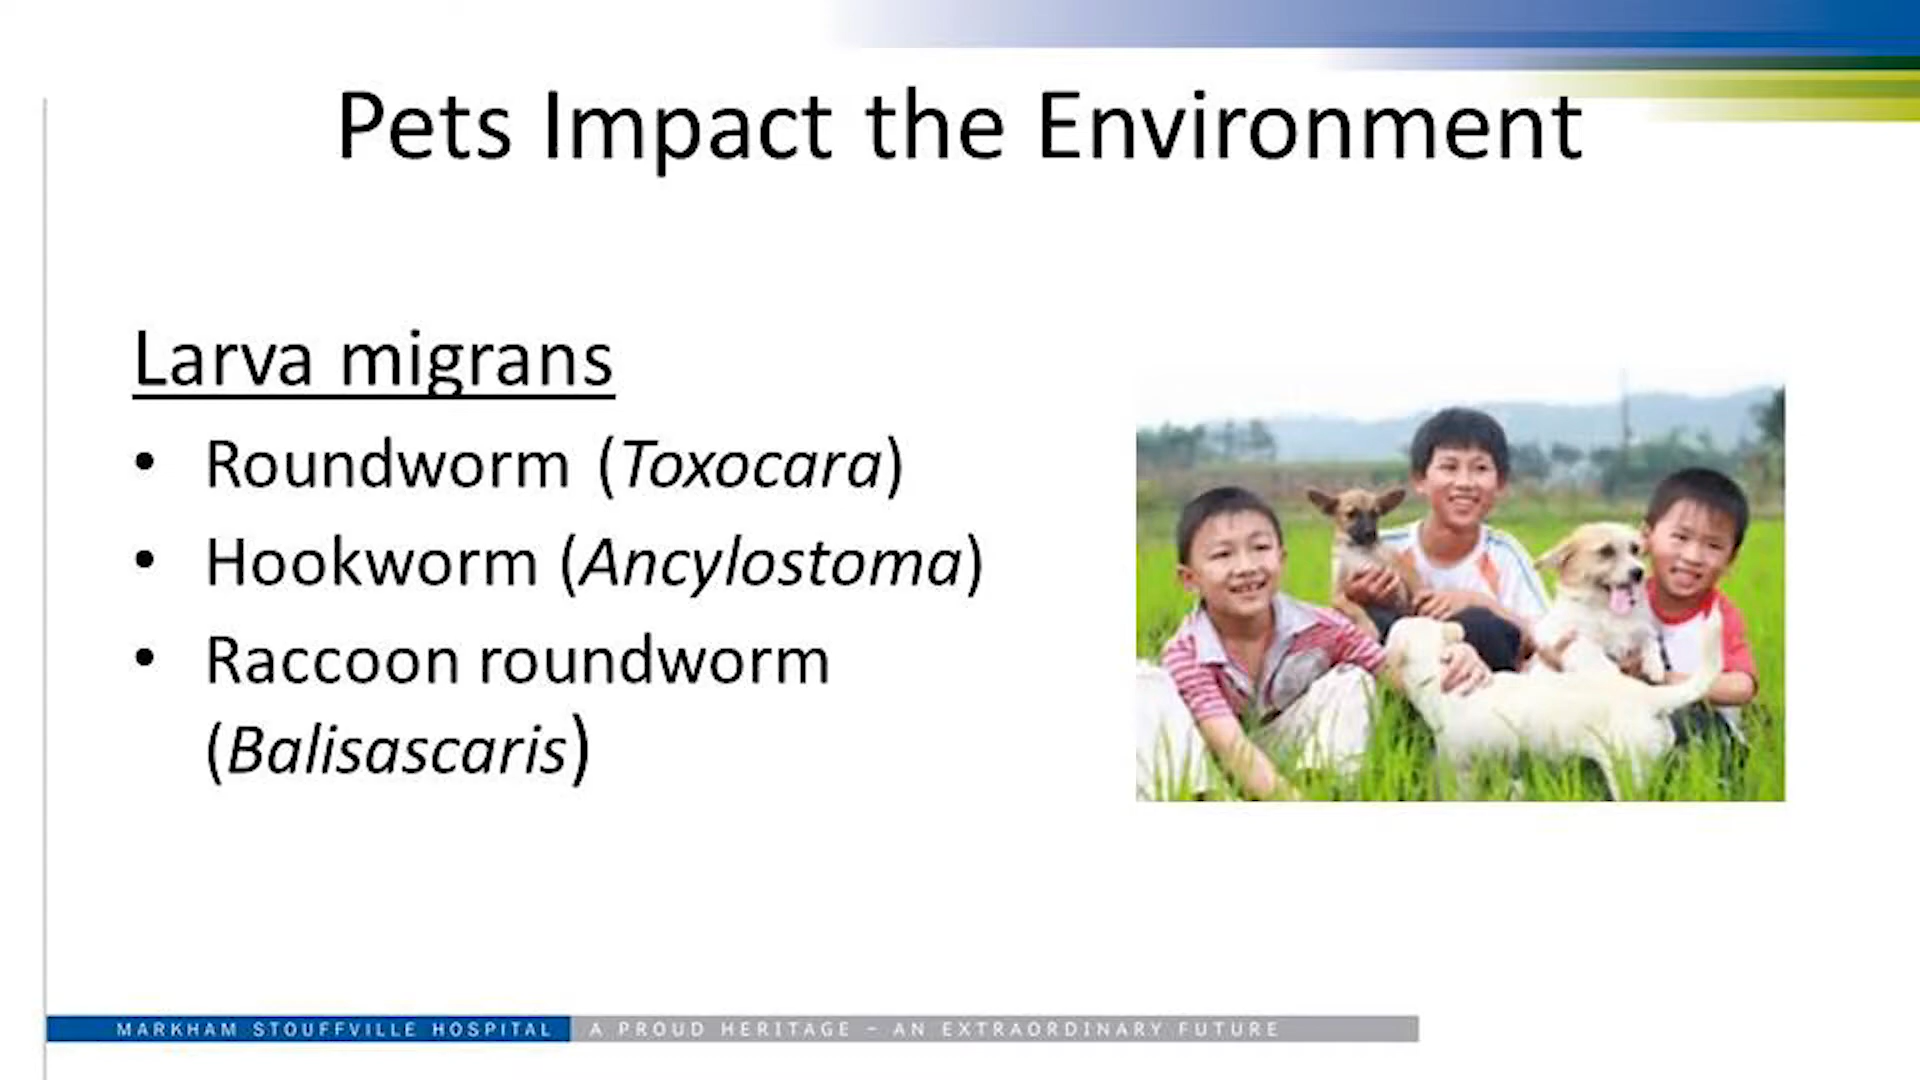 Pets Impact the Environment
Larva migrans
• Roundworm (Toxocara)
• Hookworm (Ancylostoma)
• Raccoon roundworm
(Balisascaris)
MARKHAM STOUFFVILLE HOSPITAL A PROUD HERITAGE – AN EXTRAORDINARY FUTURE